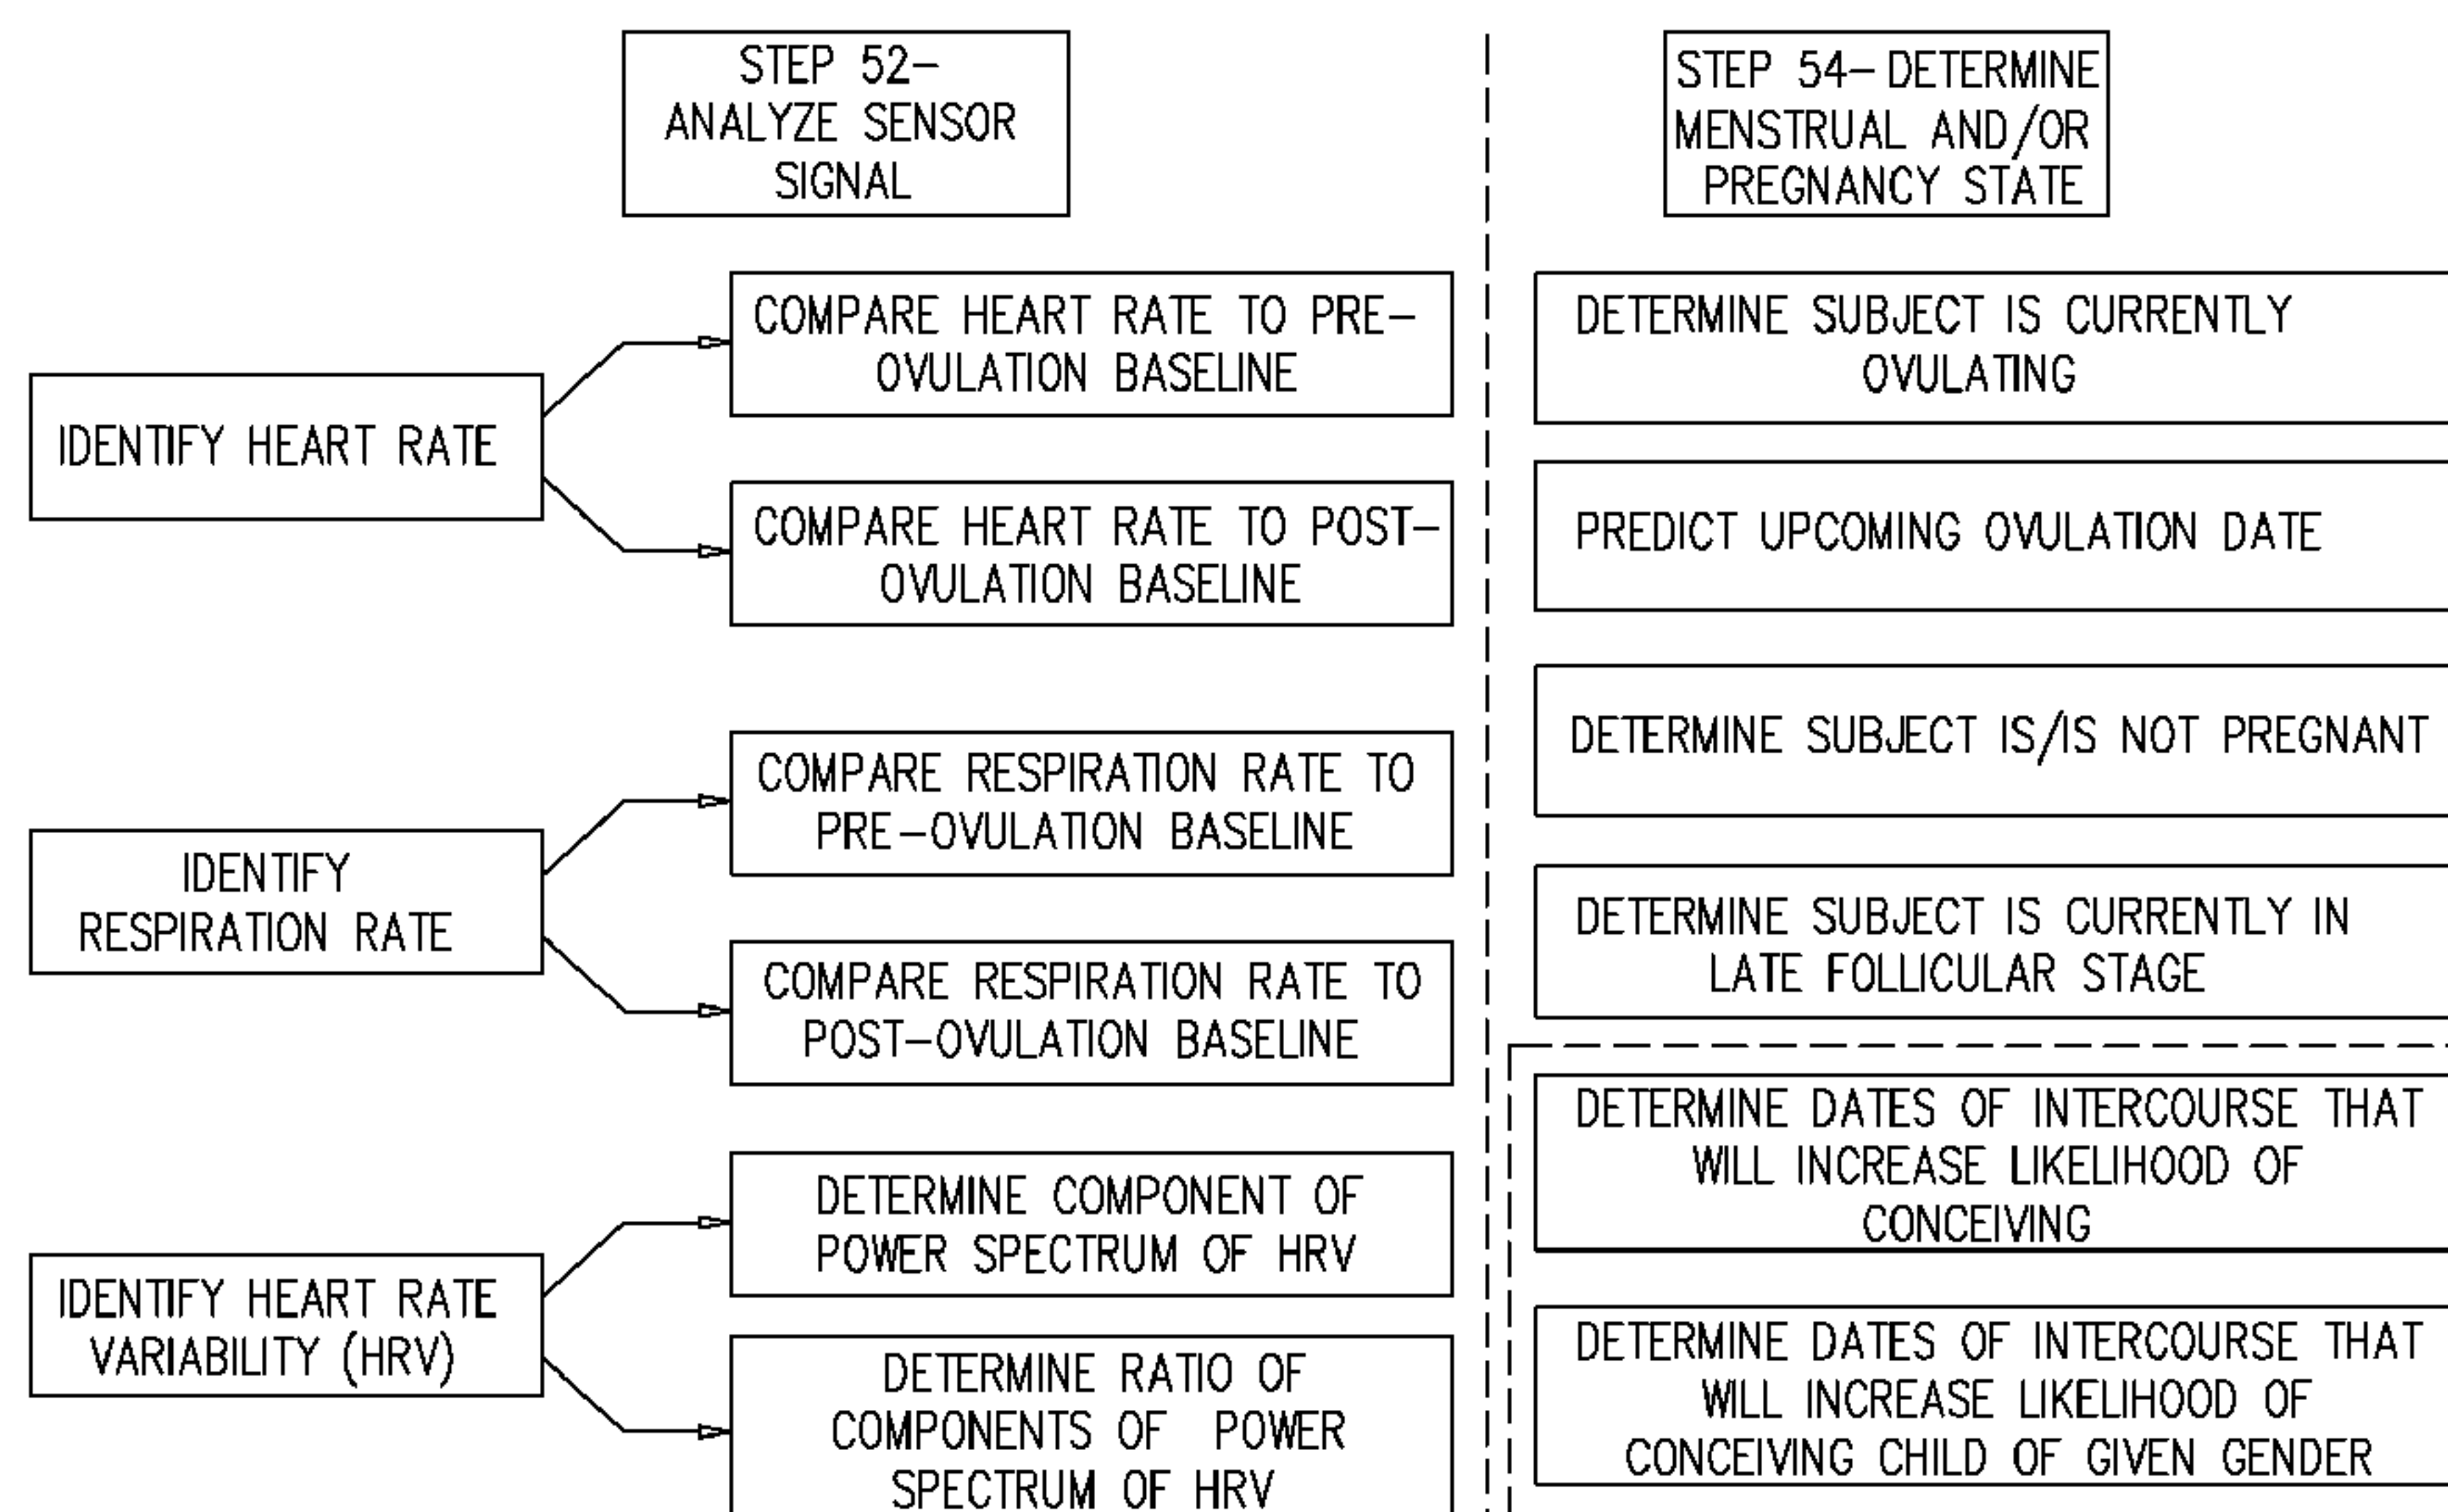 STEP 52-
ANALYZE SENSOR
SIGNAL
IDENTIFY HEART RATE
COMPARE HEART RATE TO PRE-
OVULATION BASELINE
COMPARE HEART RATE TO POST-
OVULATION BASELINE
IDENTIFY
RESPIRATION RATE
COMPARE RESPIRATION RATE TO
PRE-OVULATION BASELINE
COMPARE RESPIRATION RATE TO
POST-OVULATION BASELINE
IDENTIFY HEART RATE
VARIABILITY (HRV)
DETERMINE COMPONENT OF
POWER SPECTRUM OF HRV
DETERMINE RATIO OF
COMPONENTS OF POWER
SPECTRUM OF HRV
STEP 54-DETERMINE
MENSTRUAL AND/OR
PREGNANCY STATE
DETERMINE SUBJECT IS CURRENTLY
OVULATING
PREDICT UPCOMING OVULATION DATE
DETERMINE SUBJECT IS/IS NOT PREGNANT
DETERMINE SUBJECT IS CURRENTLY IN
LATE FOLLICULAR STAGE
DETERMINE DATES OF INTERCOURSE THAT
WILL INCREASE LIKELIHOOD OF
CONCEIVING
DETERMINE DATES OF INTERCOURSE THAT
WILL INCREASE LIKELIHOOD OF
CONCEIVING CHILD OF GIVEN GENDER